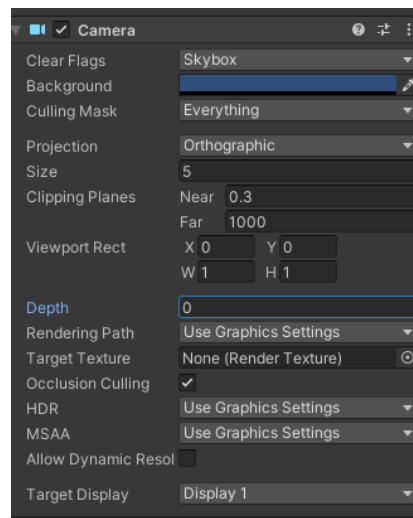 Camera
Clear Flags Skybox
Background
Culling Mask Everything
Projection Orthographic
Size 5
Clipping Planes Near 0.3
Far 1000
Viewport Rect X 0 Y 0
W 1 H 1
Depth 0
Rendering Path Use Graphics Settings
Target Texture None (Render Texture)
Occlusion Culling
HDR Use Graphics Settings
MSAA Use Graphics Settings
Allow Dynamic Resol
Target Display Display 1